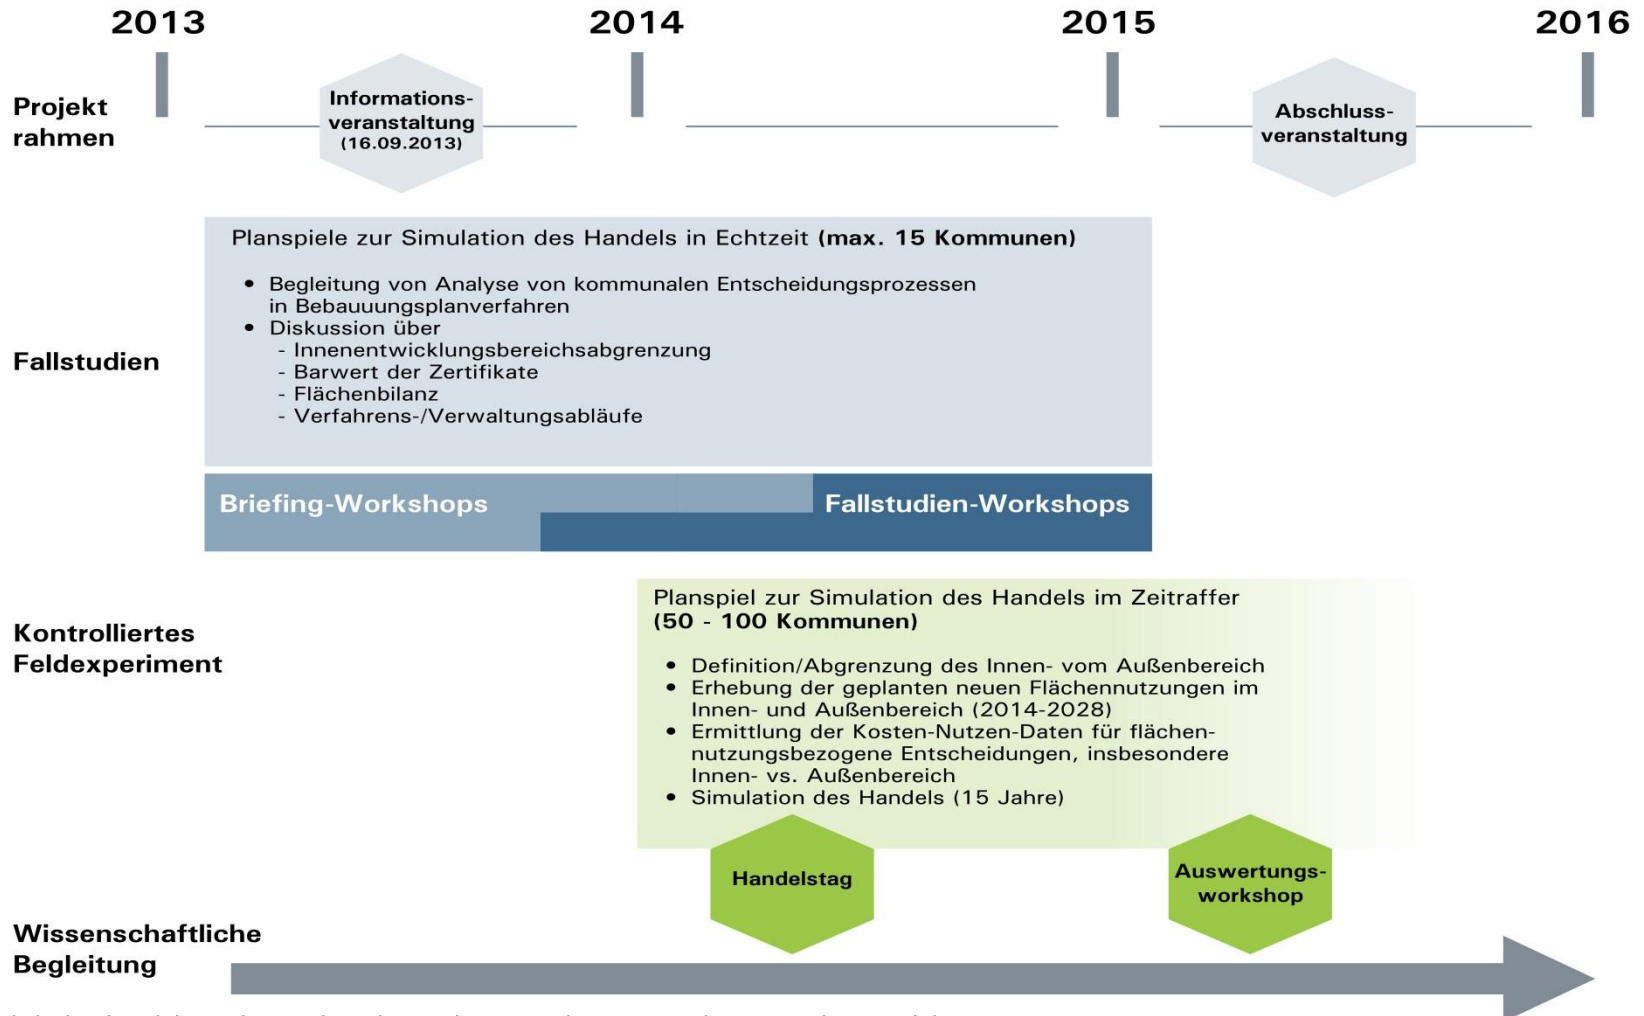 2013 2014 2015 2016
Projekt
rahmen
Informations-
veranstaltung
(16.09.2013)
Abschluss-
veranstaltung
Fallstudien
Planspiele zur Simulation des Handels in Echtzeit (max. 15 Kommunen)
• Begleitung von Analyse von kommunalen Entscheidungsprozessen
in Bebauuungsplanverfahren
• Diskussion über
- Innenentwicklungsbereichsabgrenzung
- Barwert der Zertifikate
- Flächenbilanz
- Verfahrens-/Verwaltungsabläufe
Briefing-Workshops
Fallstudien-Workshops
Kontrolliertes
Feldexperiment
Planspiel zur Simulation des Handels im Zeitraffer
(50 - 100 Kommunen)
• Definition/Abgrenzung des Innen- vom Außenbereich
• Erhebung der geplanten neuen Flächennutzungen im
Innen- und Außenbereich (2014-2028)
• Ermittlung der Kosten-Nutzen-Daten für flächen-
nutzungsbezogene Entscheidungen, insbesondere
Innen- vs. Außenbereich
• Simulation des Handels (15 Jahre)
Handelstag
Auswertungs-
workshop
Wissenschaftliche
Begleitung